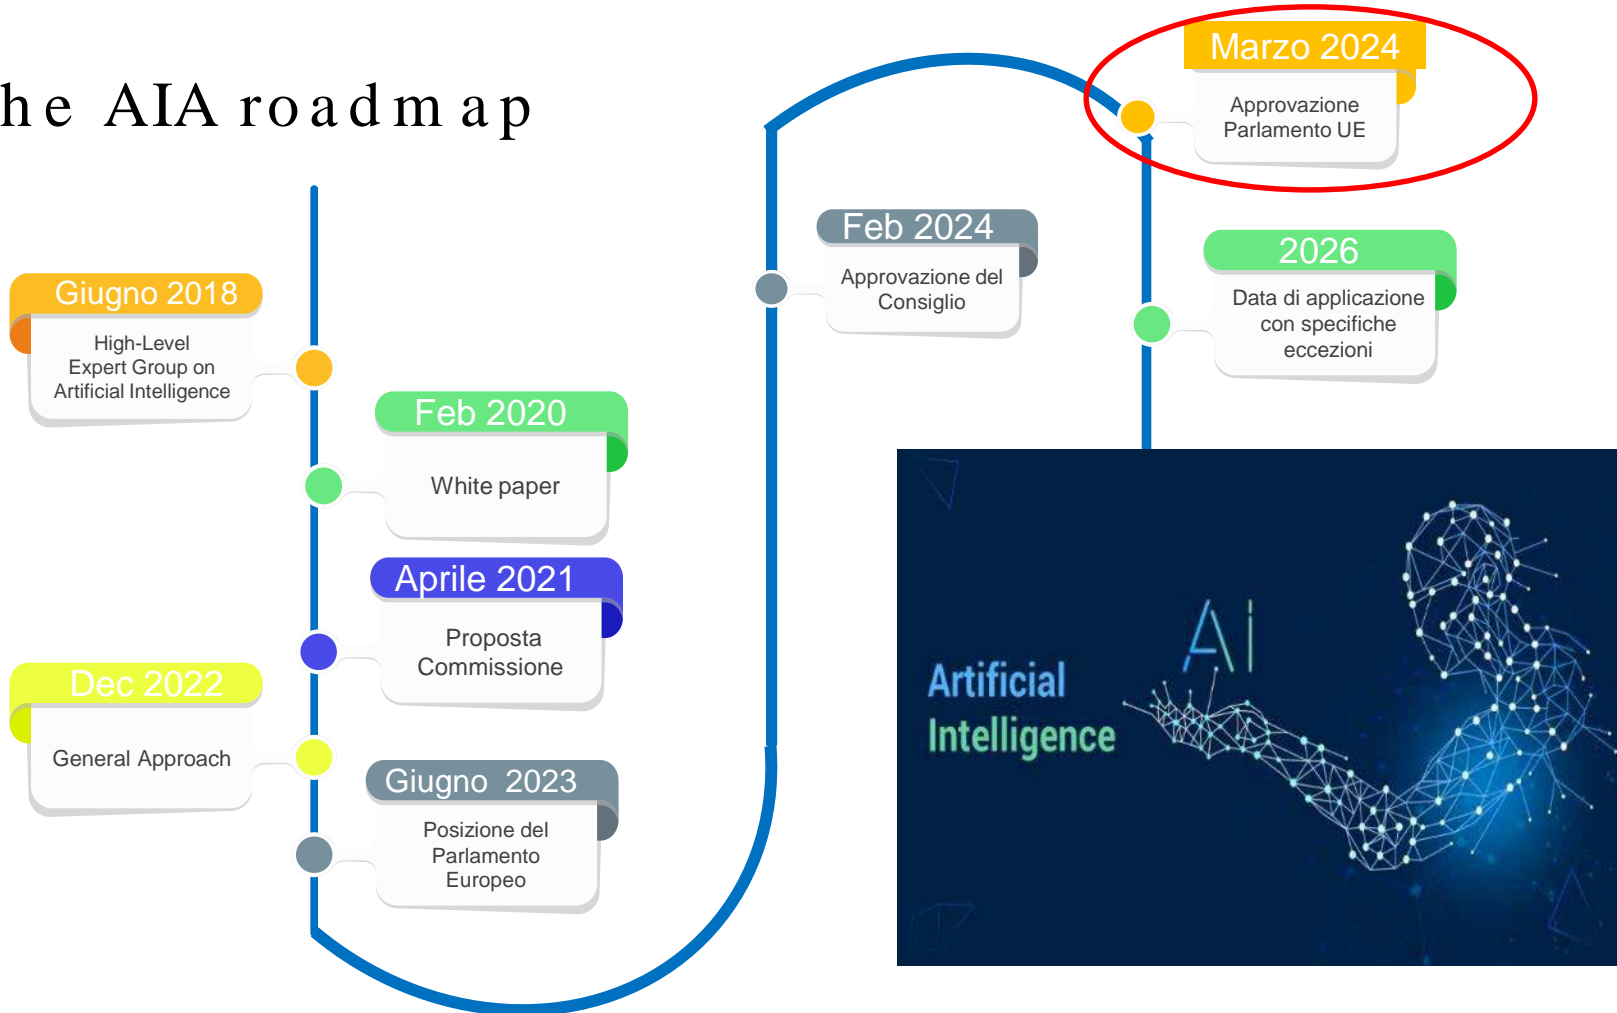 he AIA roadmap
Giugno 2018
High-Level
Expert Group on
Artificial Intelligence
Feb 2020
White paper
Aprile 2021
Proposta
Commissione
Dec 2022
General Approach
Giugno 2023
Posizione del
Parlamento
Europeo
Feb 2024
Approvazione del
Consiglio
Marzo 2024
Approvazione
Parlamento UE
2026
Data di applicazione
con specifiche
eccezioni
Ai
Artificial
Intelligence